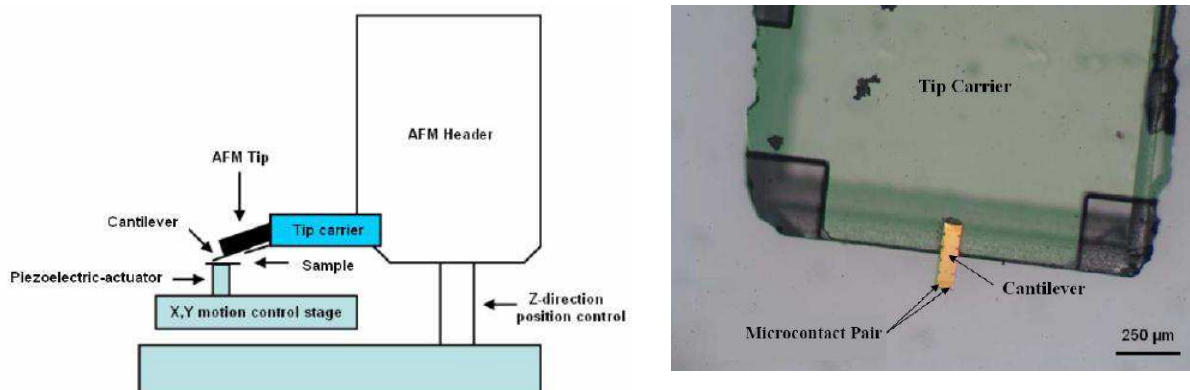 AFM Header
AFM Tip
Cantilever
Tip carrier
Piezoelectric-actuator
Sample
X,Y motion control stage
Z-direction
position control
Tip Carrier
Cantilever
Microcontact Pair
250 µm